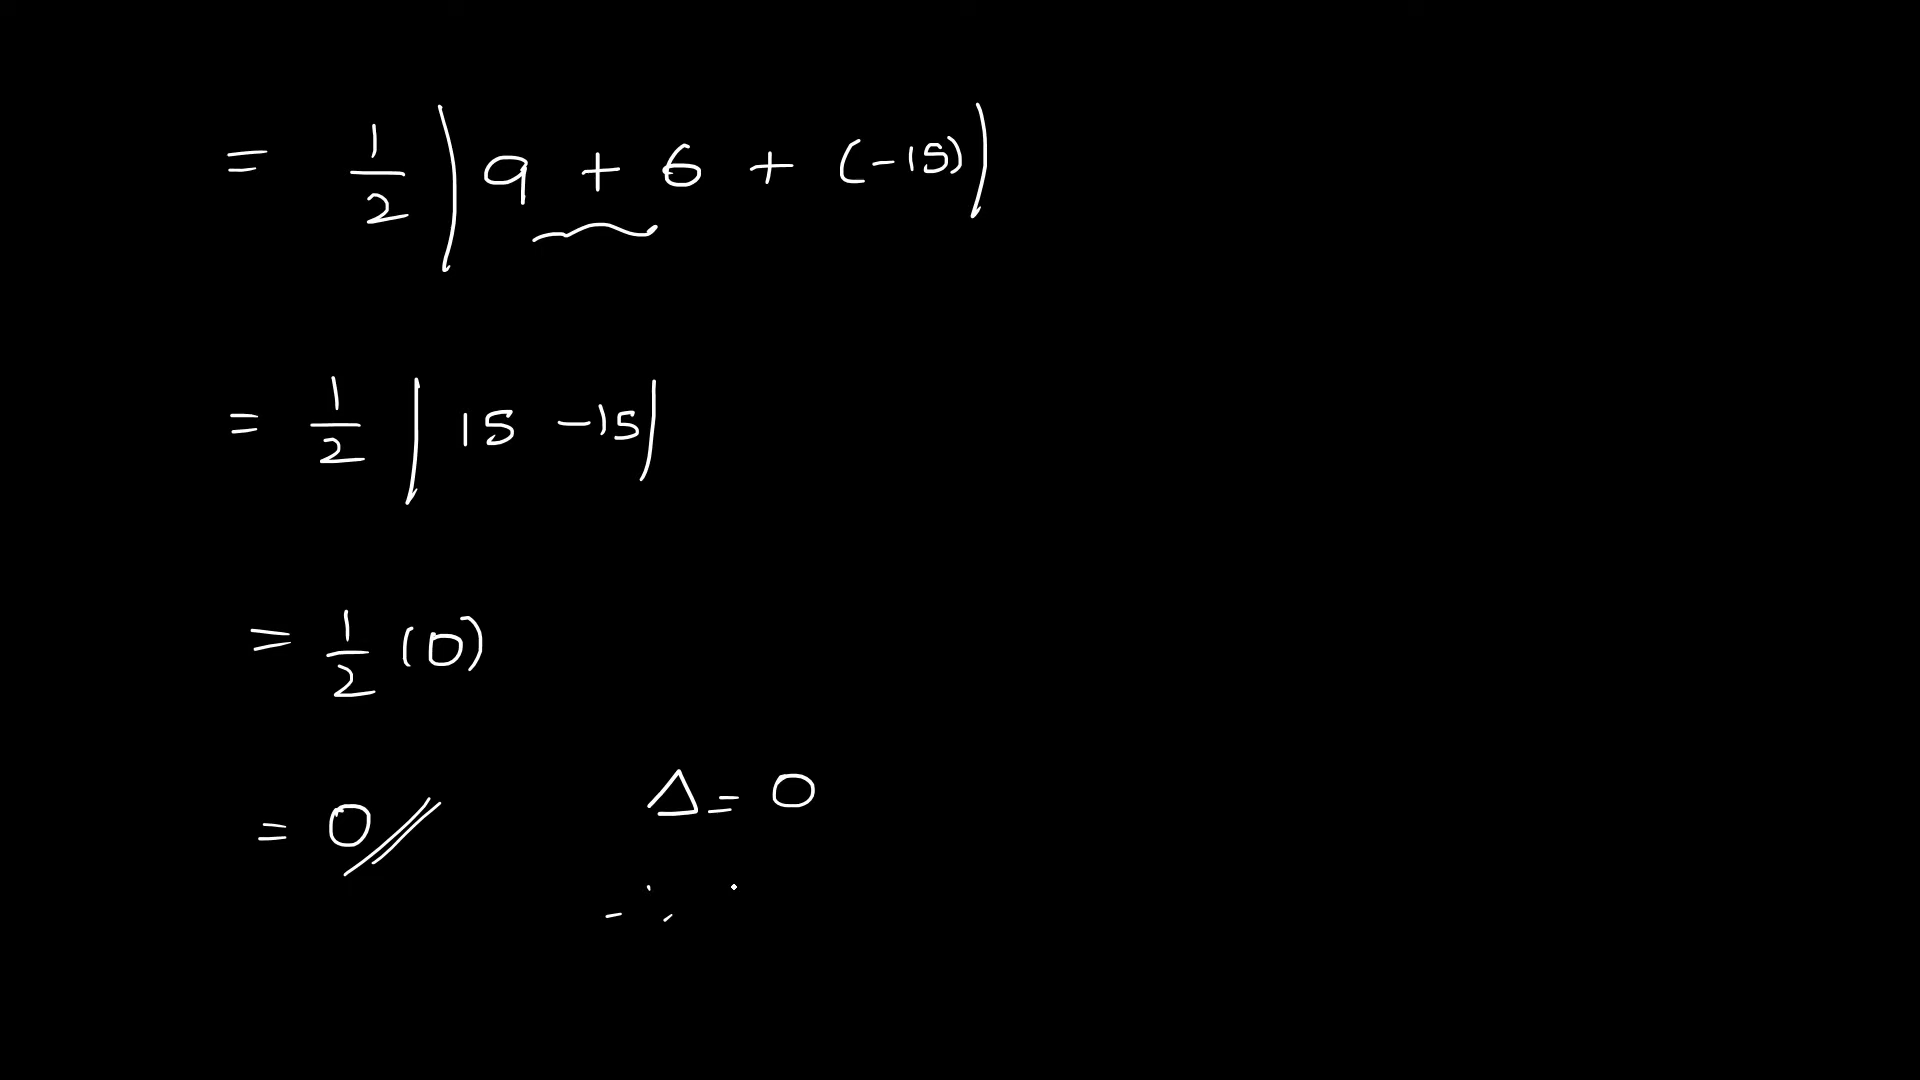 = 1/2 | 9 + 6 + (-15) |
= 1/2 | 15 -15 |
= 1/2 (0)
= 0 //
Δ = 0
∴